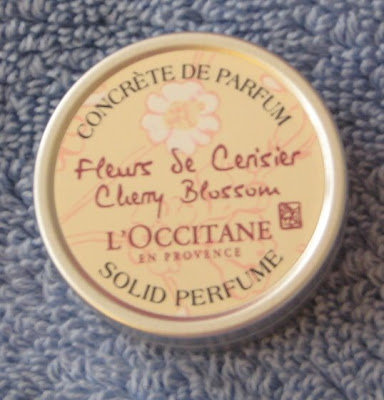 CONCRÈTE DE PARFUM
Fleurs de Cerisier
Cherry Blossom
L'OCCITANE
EN PROVENCE
SOLID PERFUME